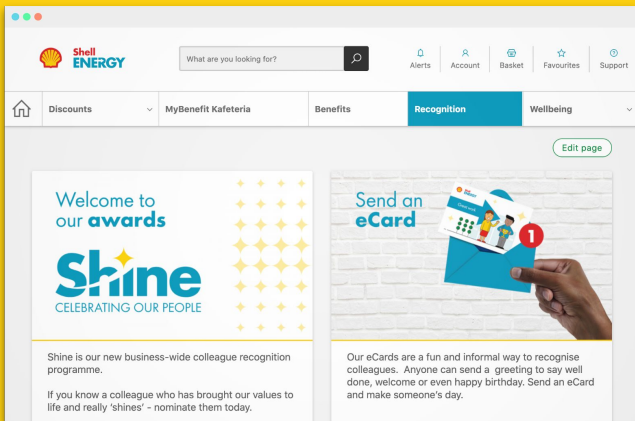 Shell
ENERGY
What are you looking for?
Alerts
Account
Basket
Favourites
Support
Discounts
MyBenefit Kafeteria
Benefits
Recognition
Wellbeing
Edit page
Welcome to
our awards
Shine
CELEBRATING OUR PEOPLE
Shine is our new business-wide colleague recognition
programme.
If you know a colleague who has brought our values to
life and really ‘shines’ - nominate them today.
Send an
eCard
1
Our eCards are a fun and informal way to recognise
colleagues. Anyone can send a greeting to say well
done, welcome or even happy birthday. Send an eCard
and make someone's day.